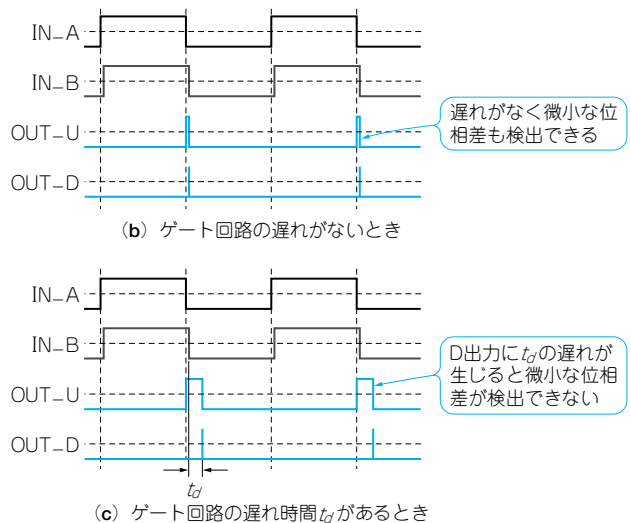 IN_A
IN_B
OUT_U
OUT_D
遅れがなく微小な位
相差も検出できる
(b) ゲート回路の遅れがないとき
IN_A
IN_B
OUT_U
OUT_D
D出力にtdの遅れが
生じると微小な位相
差が検出できない
td
(c) ゲート回路の遅れ時間tdがあるとき